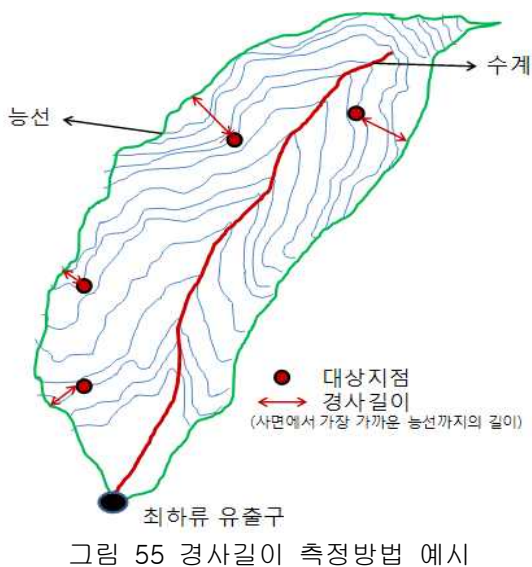 수계
능선
대상지점
경사길이
(사면에서 가장 가까운 능선까지의 길이)
최하류 유출구
그림 55 경사길이 측정방법 예시